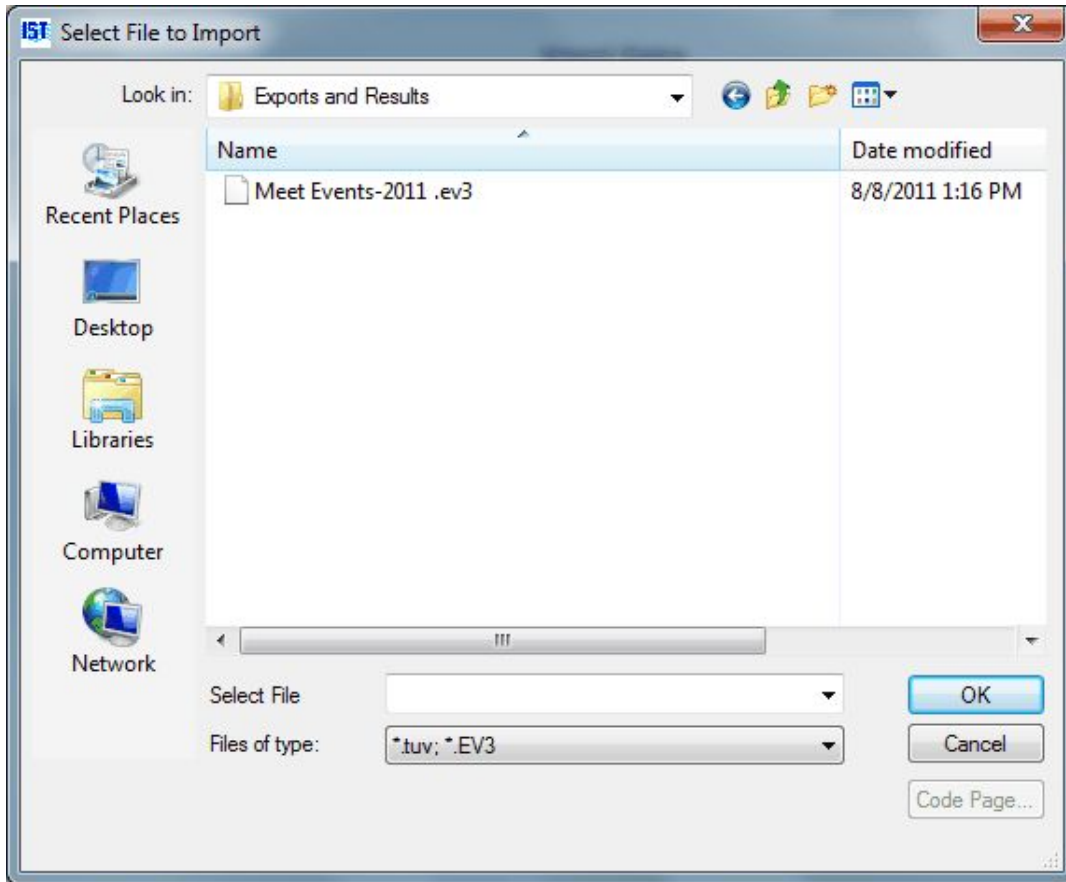 IST Select File to Import
Look in: Exports and Results
Name Date modified
Meet Events-2011 .ev3 8/8/2011 1:16 PM
Recent Places
Desktop
Libraries
Computer
Network
Select File OK
Files of type: *.tuv; *.EV3 Cancel
Code Page...